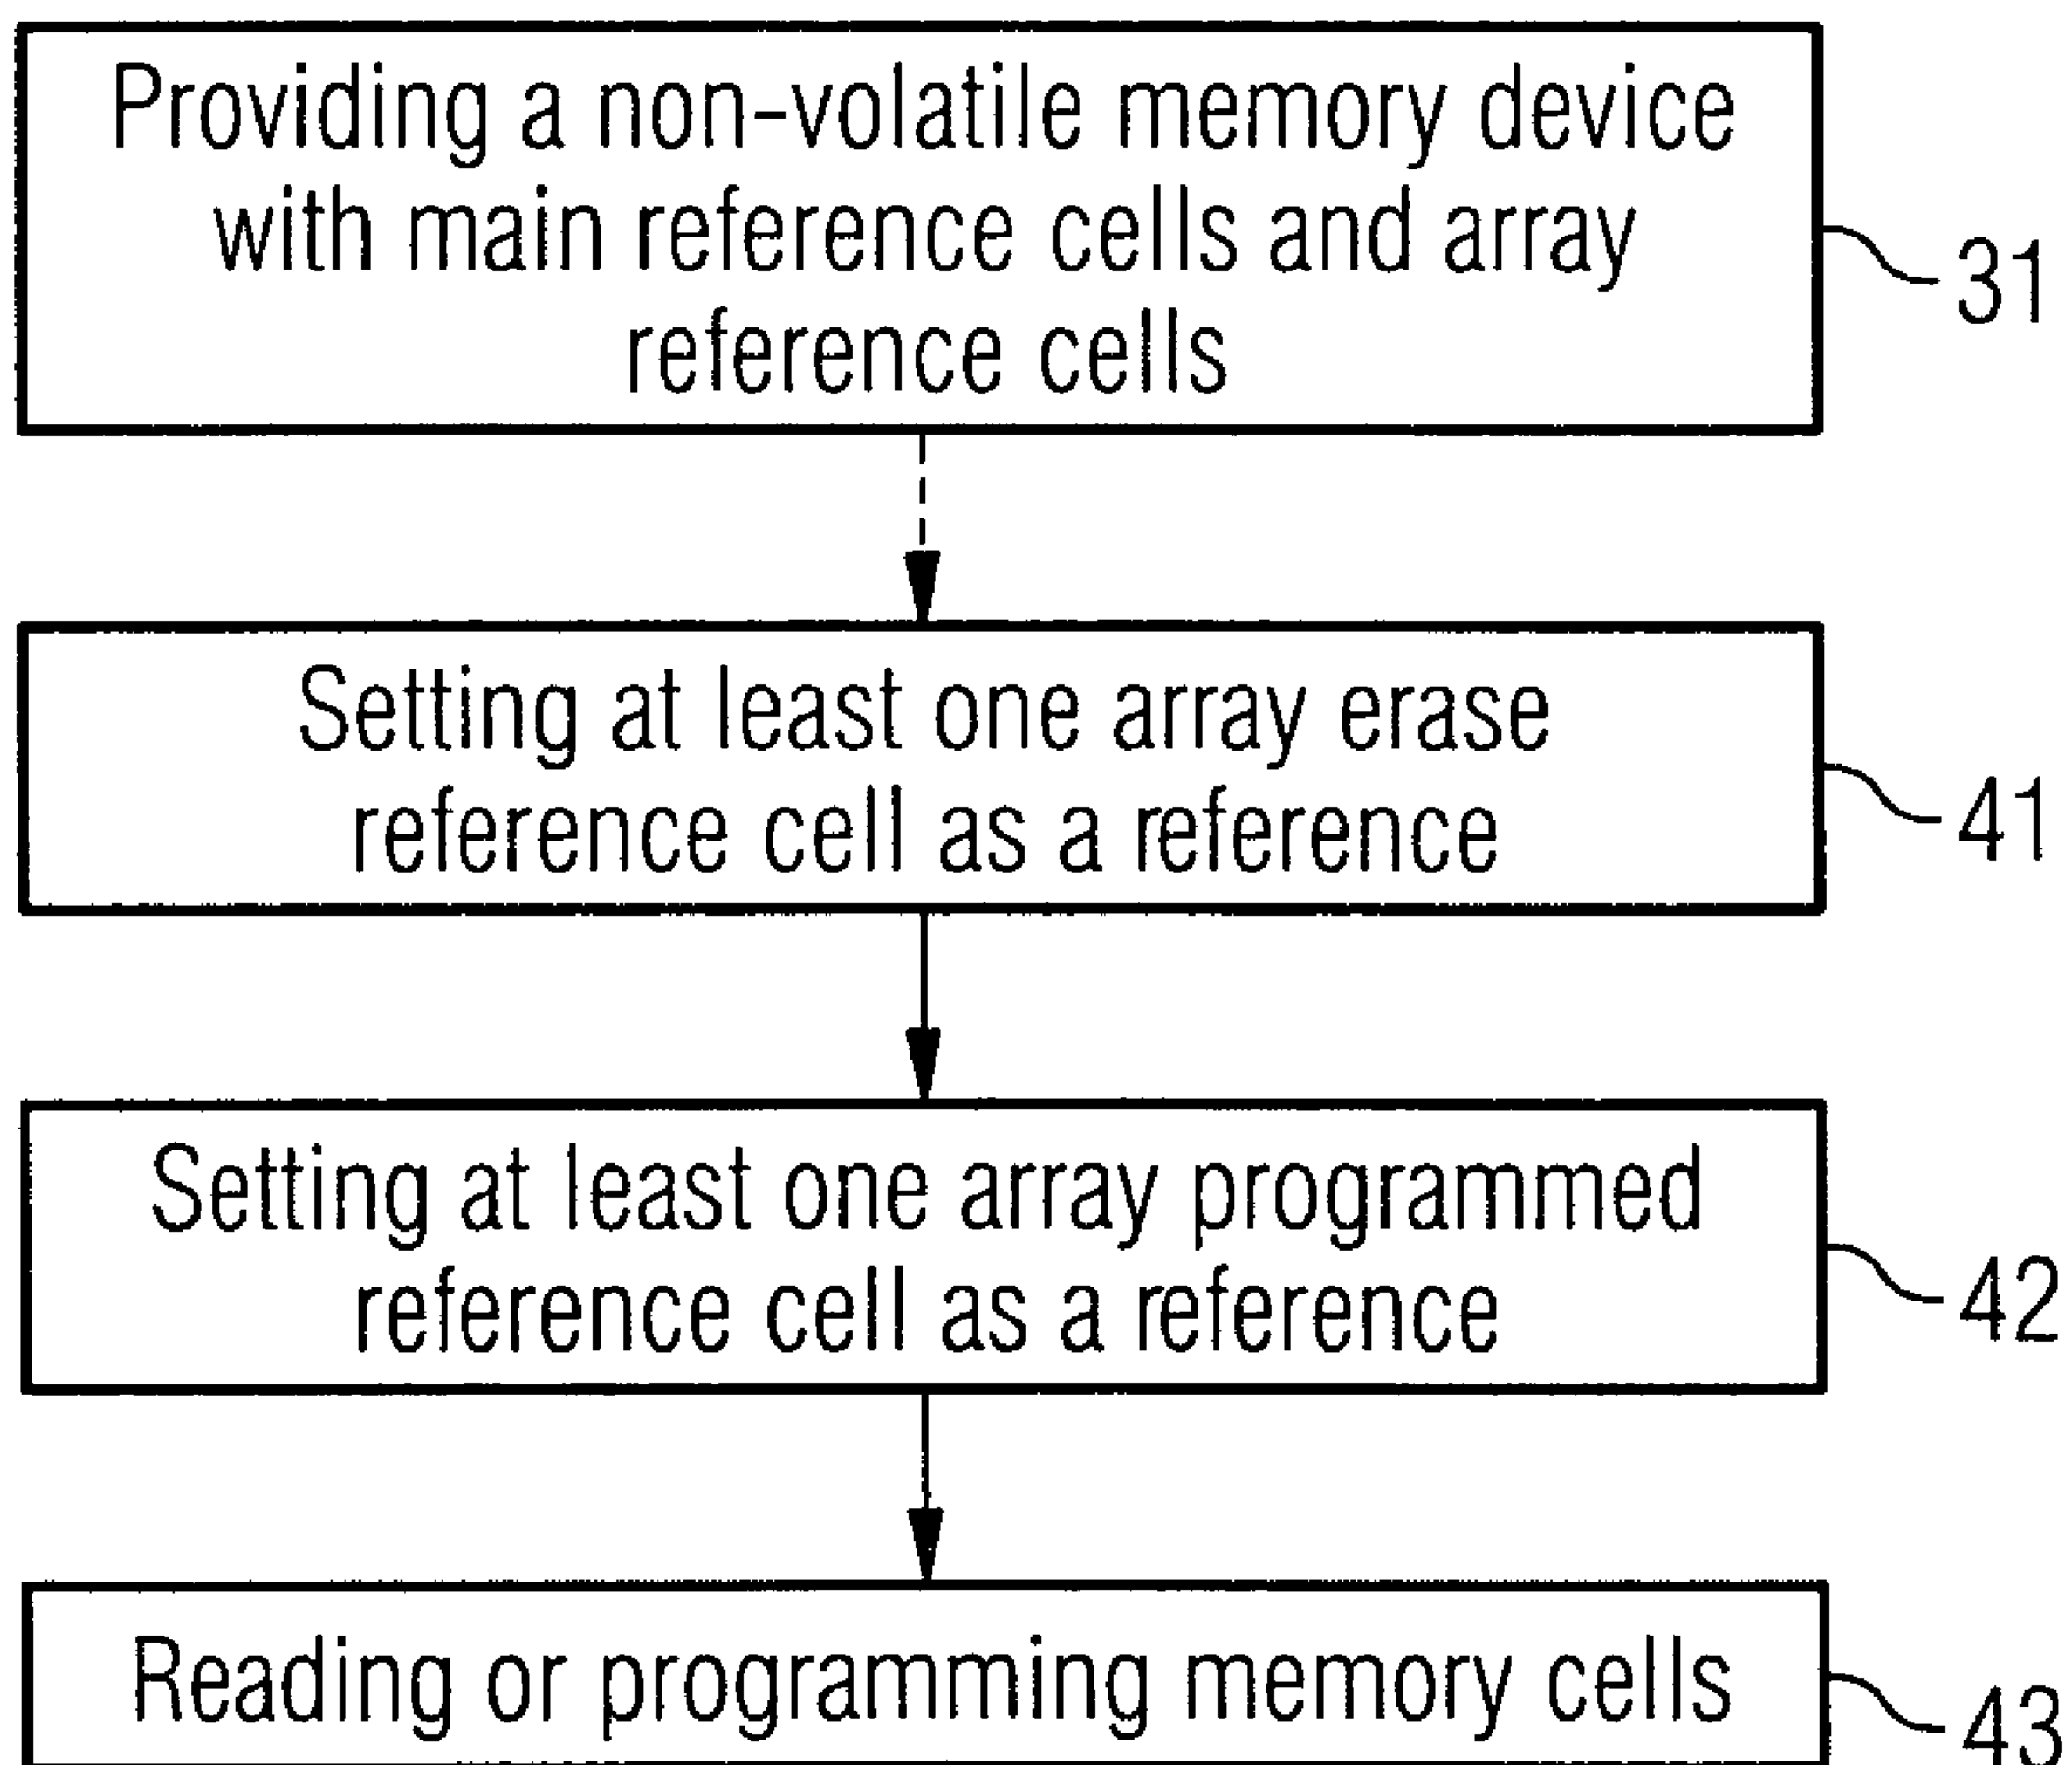 Providing a non-volatile memory device
with main reference cells and array
reference cells
31
Setting at least one array erase
reference cell as a reference
41
Setting at least one array programmed
reference cell as a reference
42
Reading or programming memory cells
43